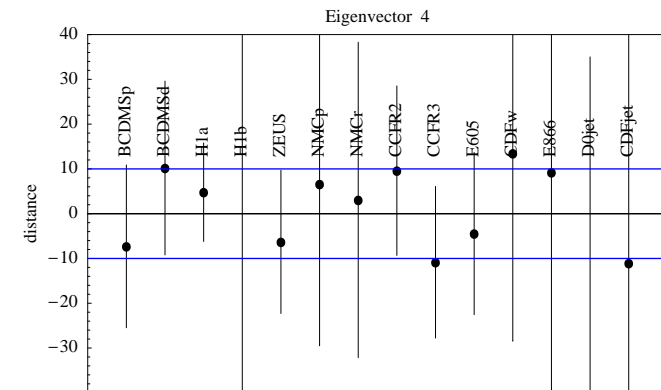 Eigenvector 4
40
30
20
10
0
−10
−20
−30
distance
BCDMSp
BCDMSd
H1a
H1b
ZEUS
NMCp
NMCr
CCFR2
CCFR3
E605
CDFw
E866
D0jet
CDFjet